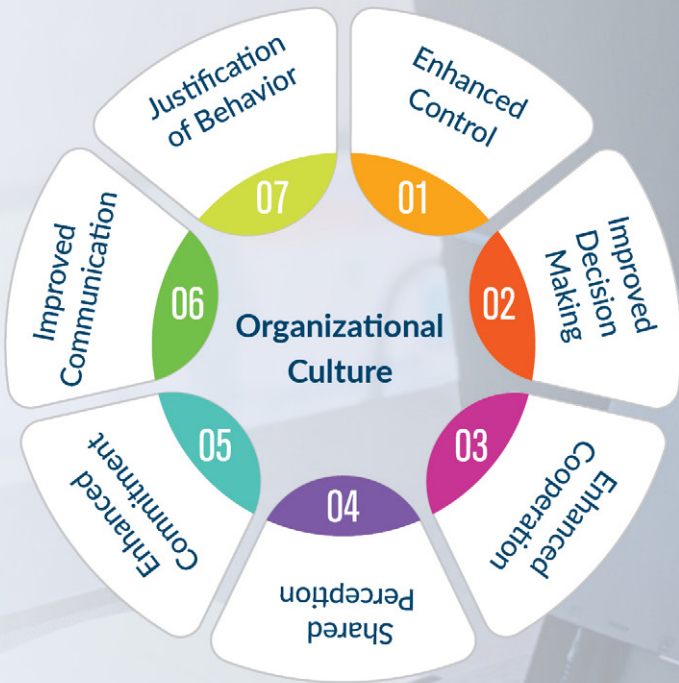 Organizational
Culture
01
Enhanced
Control
02
Improved
Decision
Making
03
Enhanced
Cooperation
04
Shared
Perception
05
Enhanced
Commitment
06
Improved
Communication
07
Justification
of Behavior